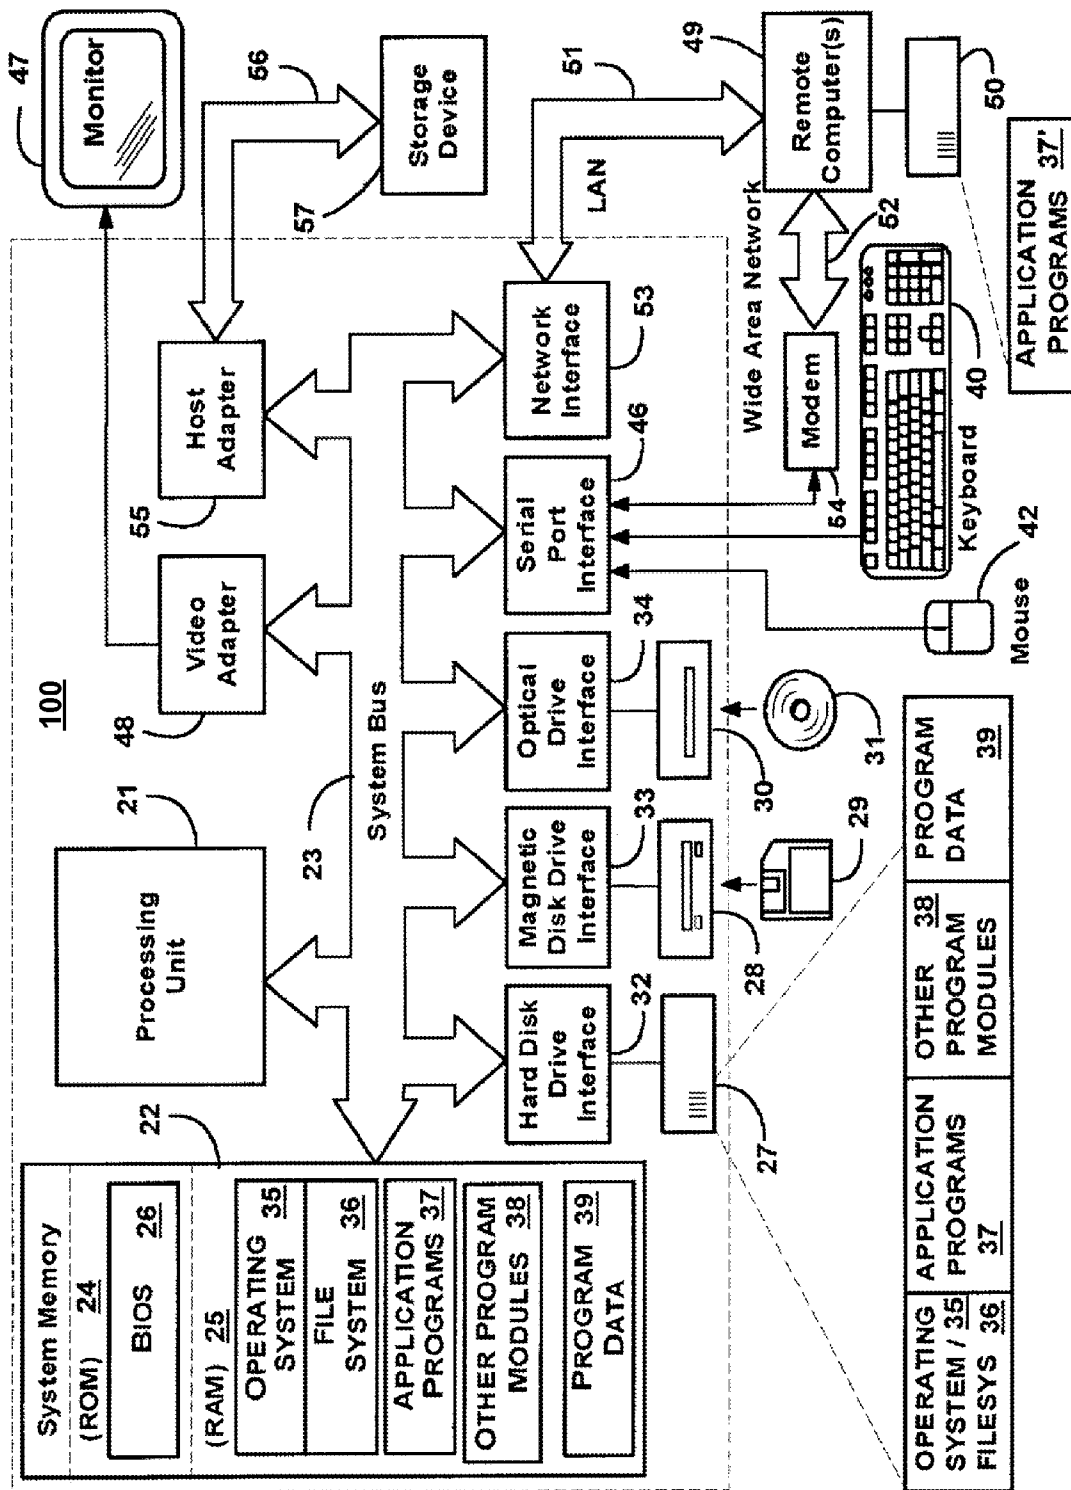 100
System Memory
(ROM) 24
BIOS 26
(RAM) 25
OPERATING
SYSTEM 35
FILE
SYSTEM 36
APPLICATION
PROGRAMS 37
OTHER PROGRAM
MODULES 38
PROGRAM 39
DATA
22
Processing
Unit
21
Video
Adapter
48
Host
Adapter
55
Monitor
47
23
System Bus
56
Storage
Device
57
Hard Disk
Drive
Interface
32
Magnetic
Disk Drive
Interface
33
Optical
Drive
Interface
34
Serial
Port
Interface
46
Network
Interface
53
LAN
51
27
28
29
30
31
Wide Area Network
52
Modem
54
Remote
Computer(s)
49
50
Keyboard
40
Mouse
42
OPERATING
SYSTEM / 35
FILESYS 36
APPLICATION
PROGRAMS
37
OTHER 38
PROGRAM
MODULES
PROGRAM
DATA
39
APPLICATION
PROGRAMS 37'